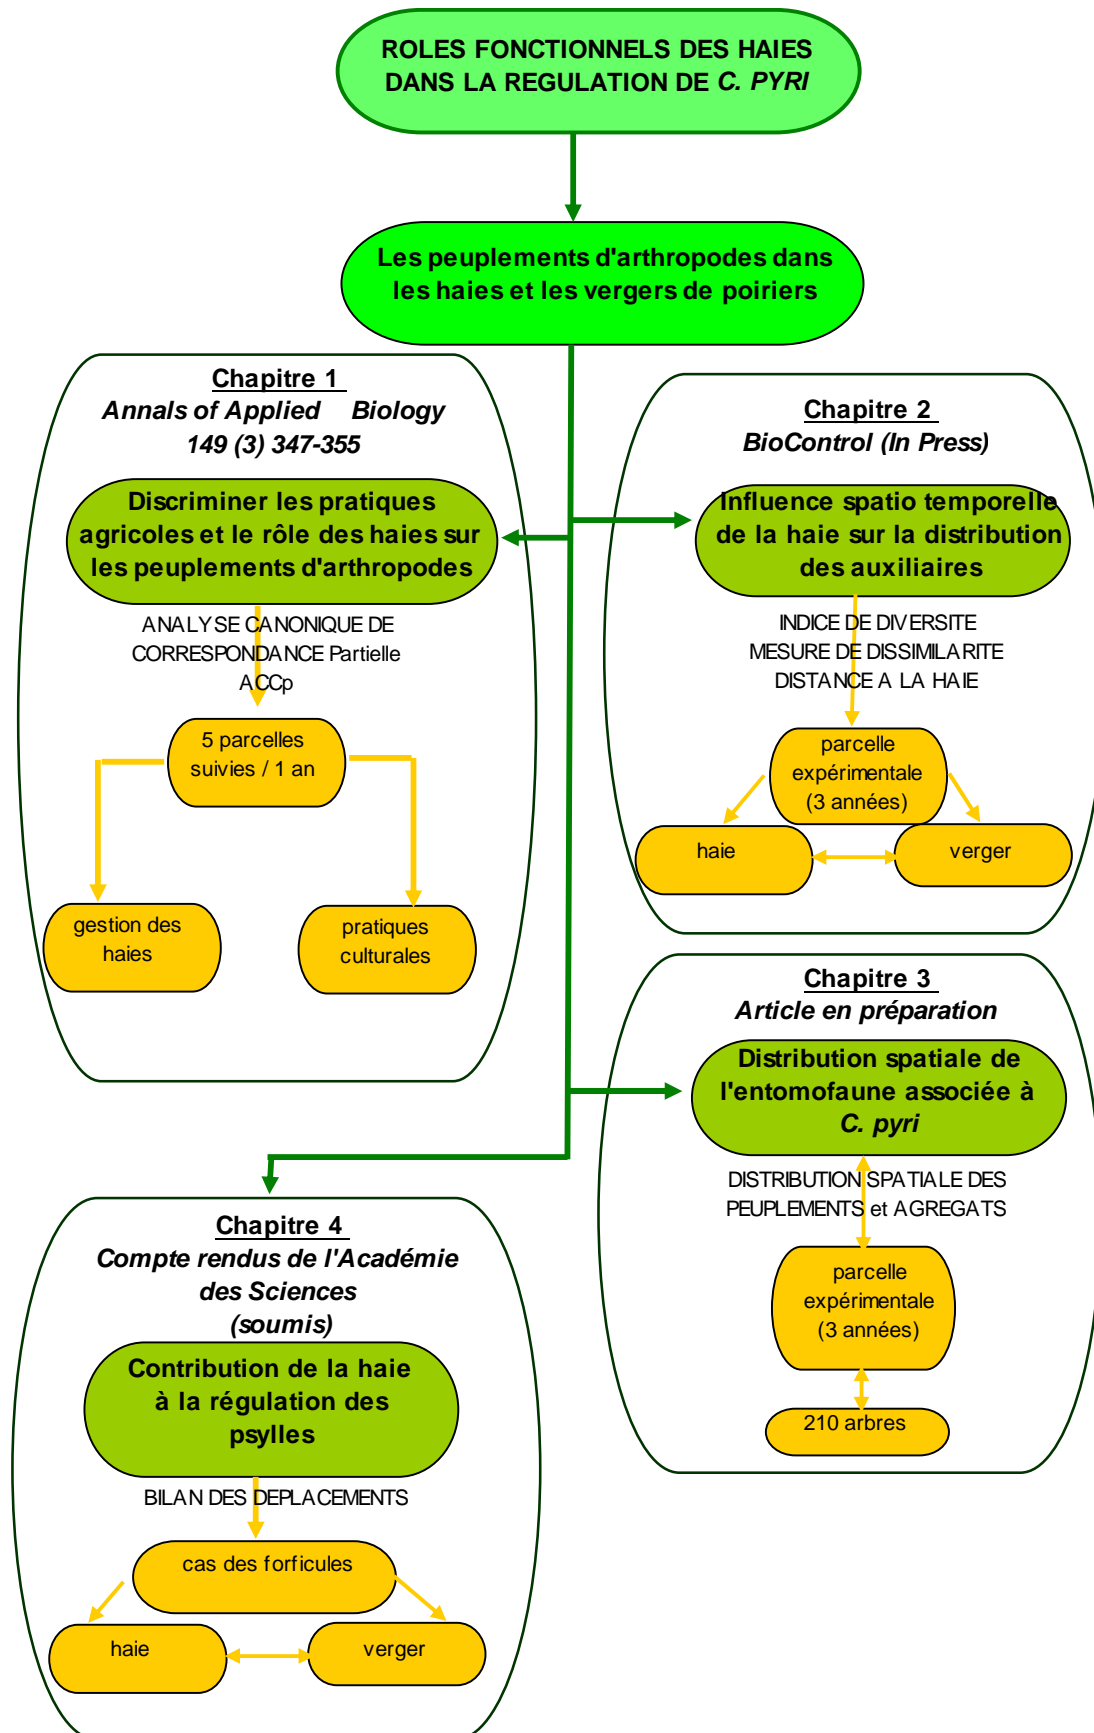 ROLES FONCTIONNELS DES HAIES
DANS LA REGULATION DE C. PYRI
Les peuplements d'arthropodes dans
les haies et les vergers de poiriers
Chapitre 1
Annals of Applied Biology
149 (3) 347-355
Discriminer les pratiques
agricoles et le rôle des haies sur
les peuplements d'arthropodes
ANALYSE CANONIQUE DE
CORRESPONDANCE Partielle
ACCp
5 parcelles
suivies / 1 an
gestion des
haies
pratiques
culturales
Chapitre 2
BioControl (In Press)
Influence spatio temporelle
de la haie sur la distribution
des auxiliaires
INDICE DE DIVERSITE
MESURE DE DISSIMILARITE
DISTANCE A LA HAIE
parcelle
expérimentale
(3 années)
haie
verger
Chapitre 3
Article en préparation
Distribution spatiale de
l'entomofaune associée à
C. pyri
DISTRIBUTION SPATIALE DES
PEUPLEMENTS et AGREGATS
parcelle
expérimentale
(3 années)
210 arbres
Chapitre 4
Compte rendus de l'Académie
des Sciences
(soumis)
Contribution de la haie
à la régulation des
psylles
BILAN DES DEPLACEMENTS
cas des forficules
haie
verger